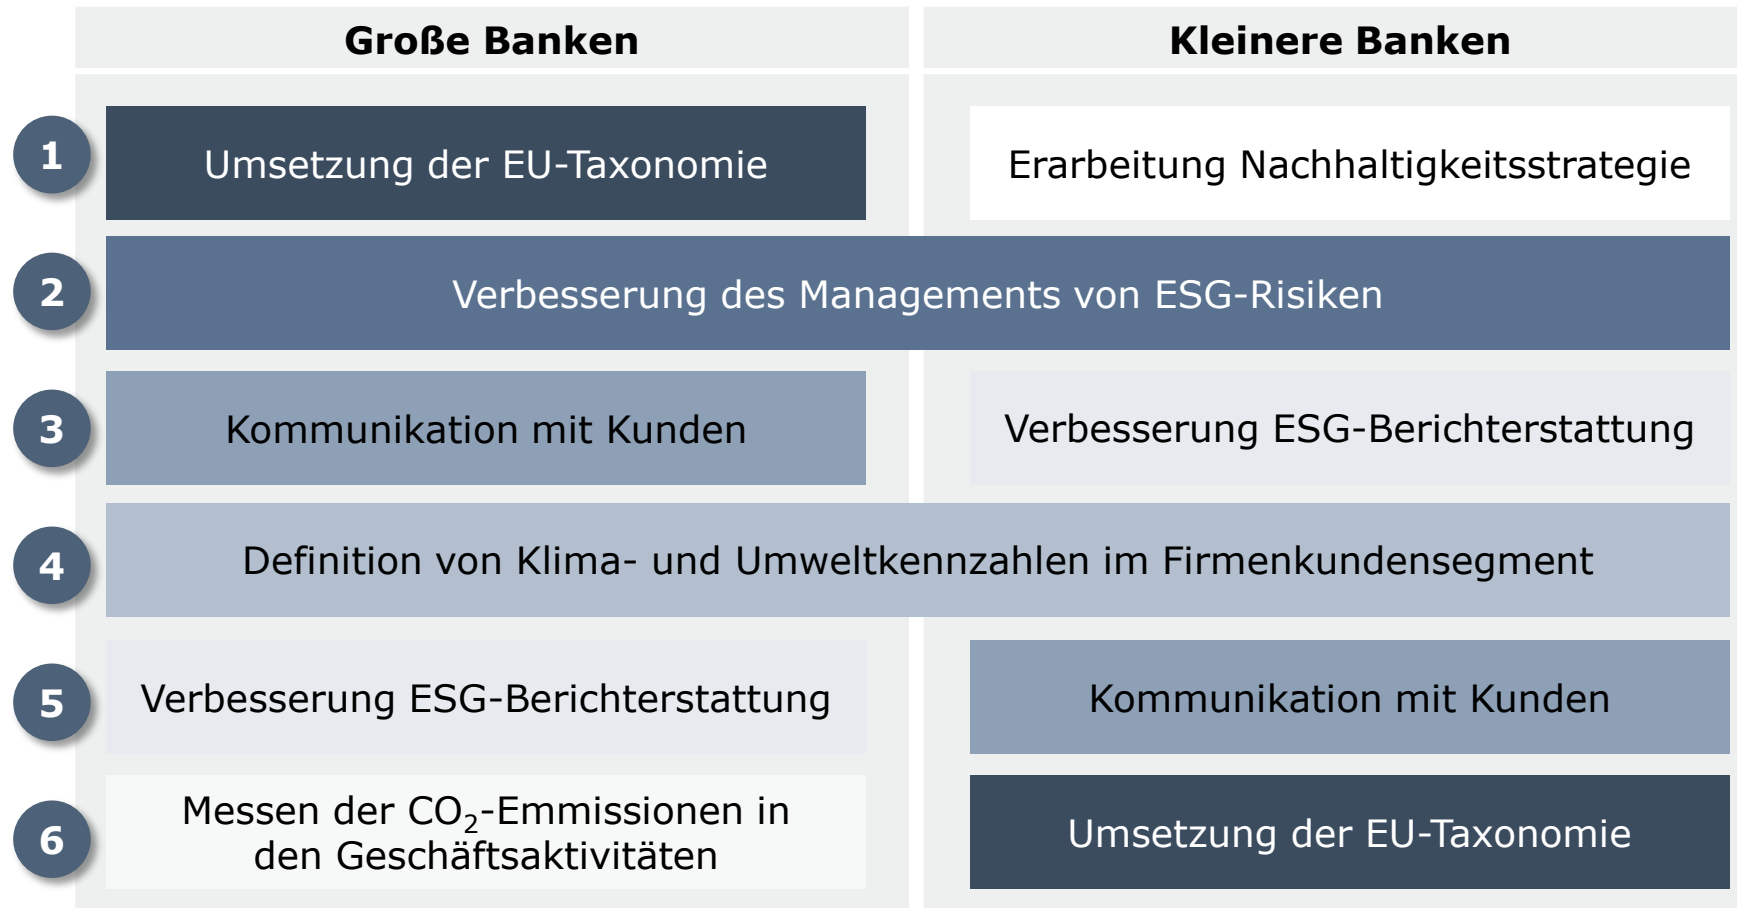 Große Banken
Kleinere Banken
1
Umsetzung der EU-Taxonomie
Erarbeitung Nachhaltigkeitsstrategie
2
Verbesserung des Managements von ESG-Risiken
3
Kommunikation mit Kunden
Verbesserung ESG-Berichterstattung
4
Definition von Klima- und Umweltkennzahlen im Firmenkundensegment
5
Verbesserung ESG-Berichterstattung
Kommunikation mit Kunden
6
Messen der CO₂-Emmissionen in
den Geschäftsaktivitäten
Umsetzung der EU-Taxonomie